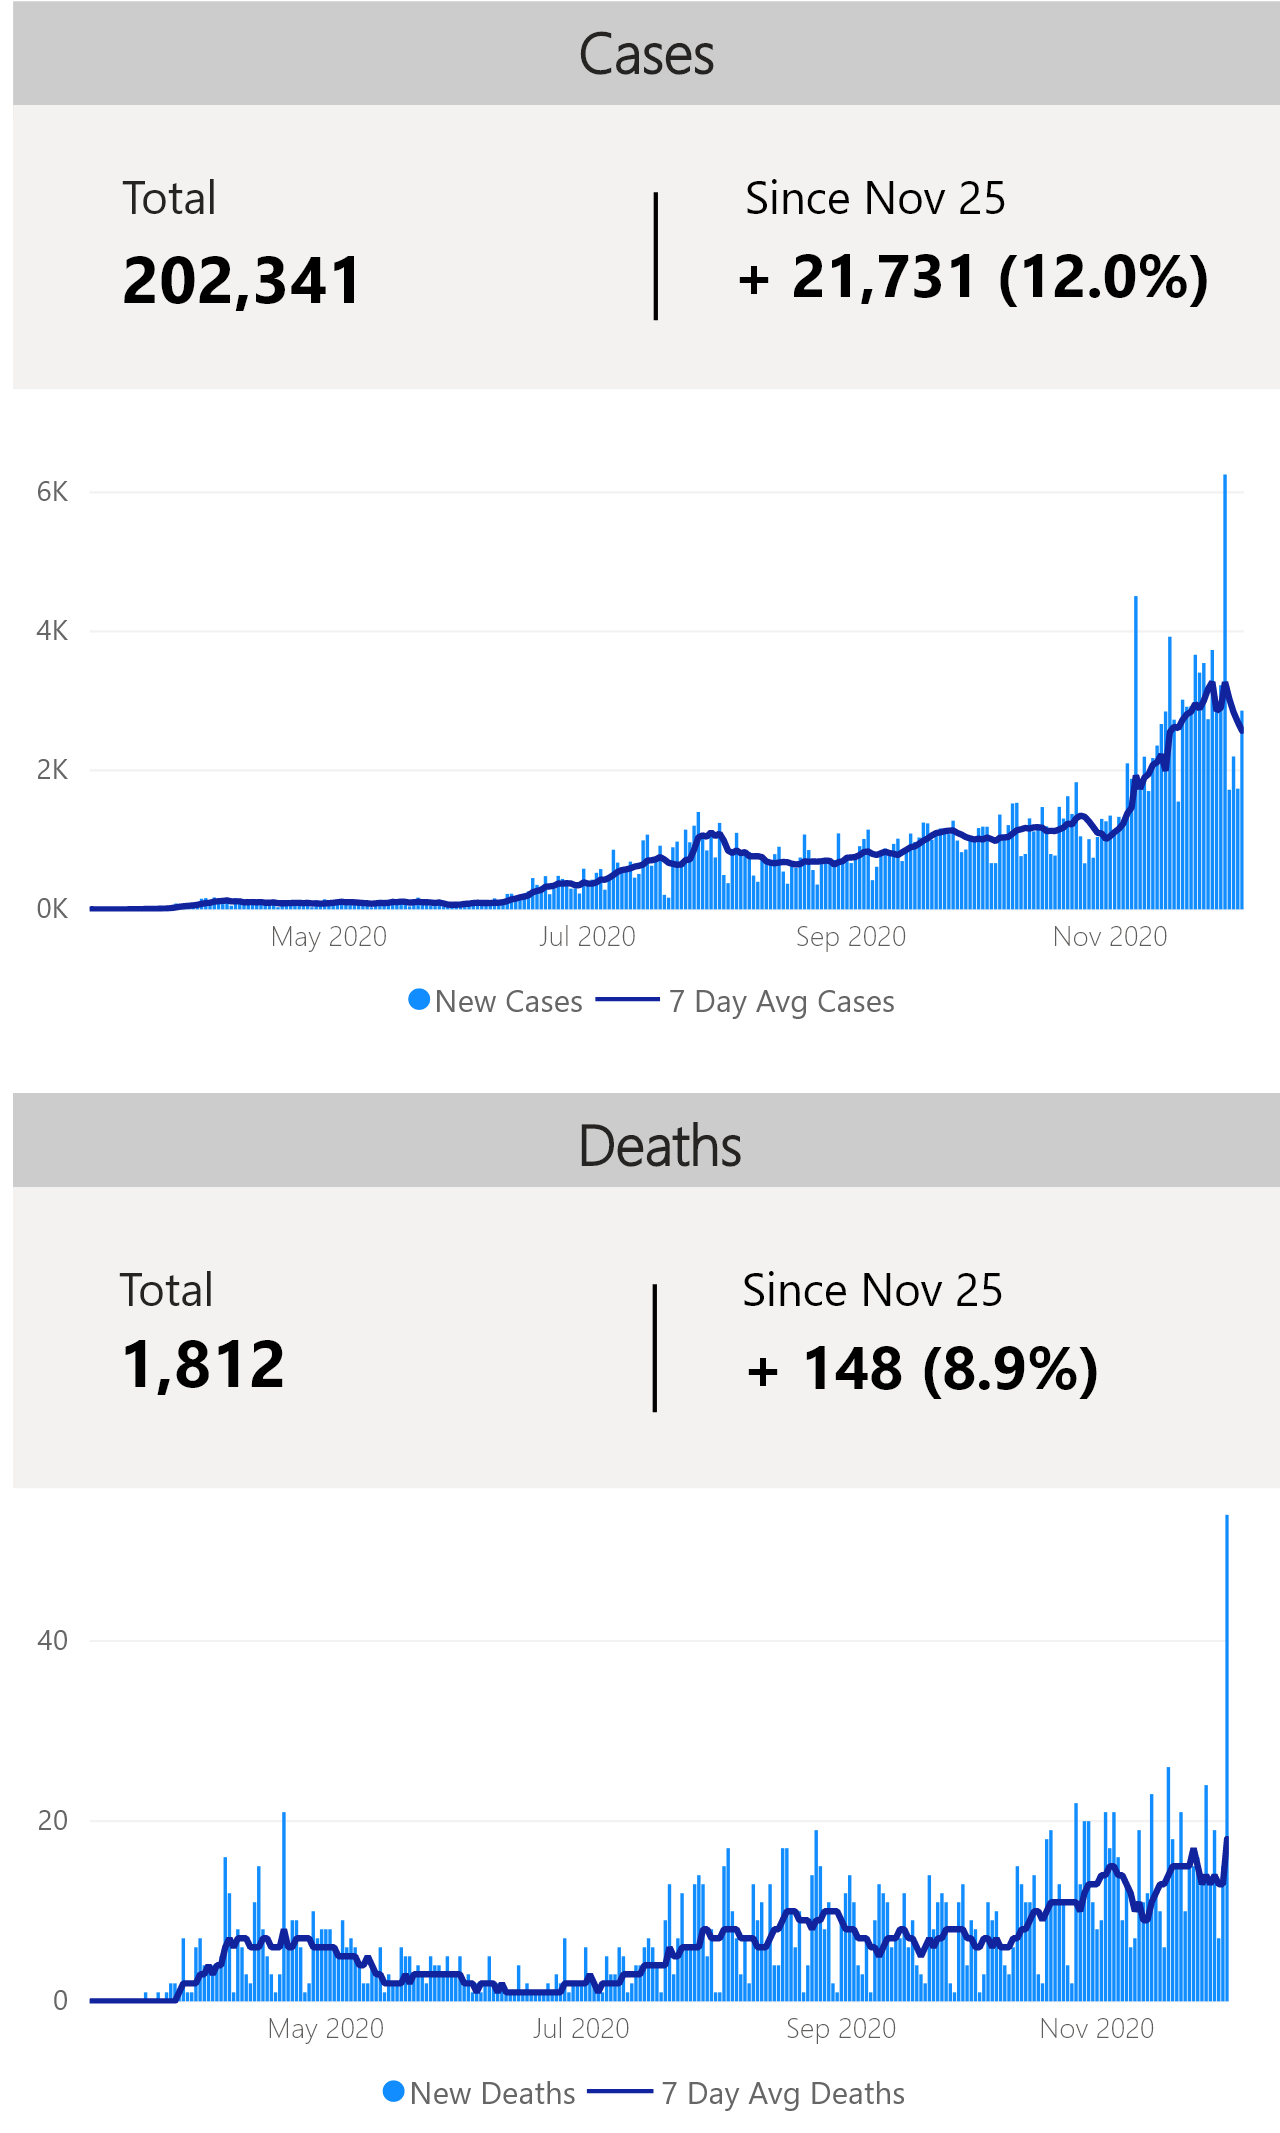 Cases
Total
Since Nov 25
202,341
+ 21,731 (12.0%)
6K
4K
2K
0K
May 2020 Jul 2020 Sep 2020 Nov 2020
New Cases 7 Day Avg Cases
Deaths
Total
Since Nov 25
1,812
+ 148 (8.9%)
40
20
0
May 2020 Jul 2020 Sep 2020 Nov 2020
New Deaths 7 Day Avg Deaths